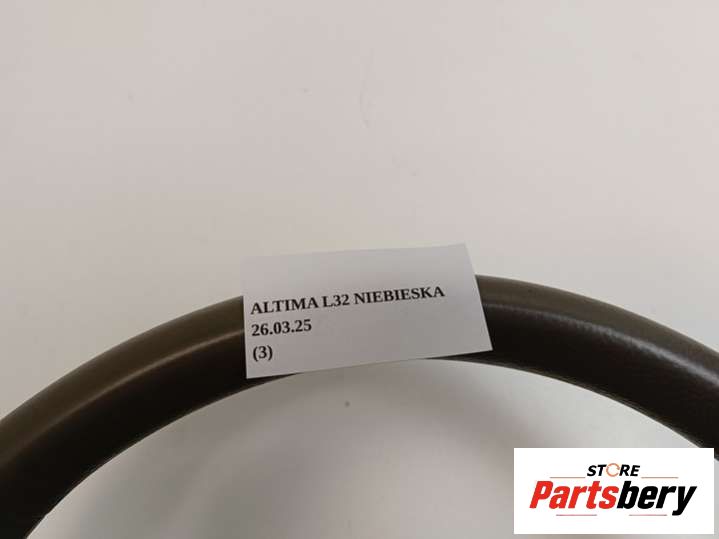 ALTIMA L32 NIEBIESKA
26.03.25
(3)
STORE
Partsbery